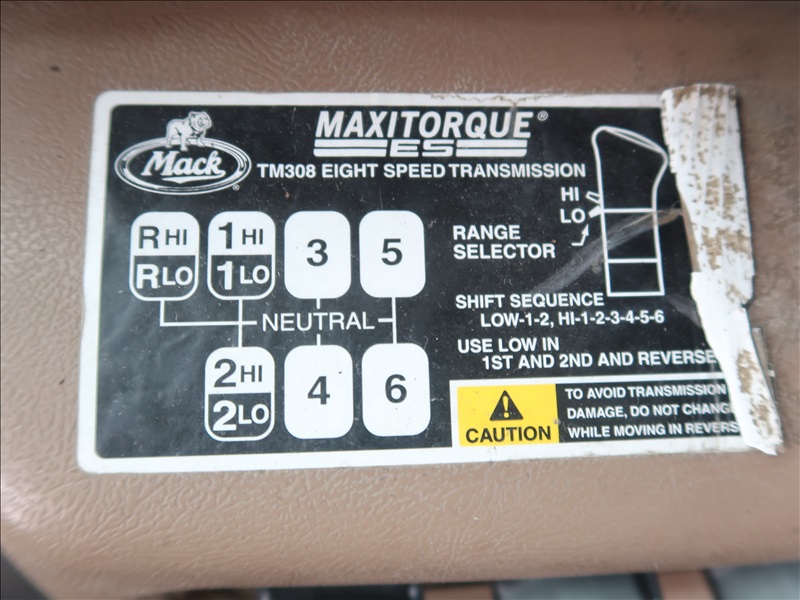 Mack®
MAXITORQUE®
ES
TM308 EIGHT SPEED TRANSMISSION
HI
LO
RANGE
SELECTOR
R HI 1 HI 3 5
R LO 1 LO
NEUTRAL
2 HI 4 6
2 LO
SHIFT SEQUENCE
LOW-1-2, HI-1-2-3-4-5-6
USE LOW IN
1ST AND 2ND AND REVERSE
CAUTION
TO AVOID TRANSMISSION
DAMAGE, DO NOT
WHILE MOVING IN